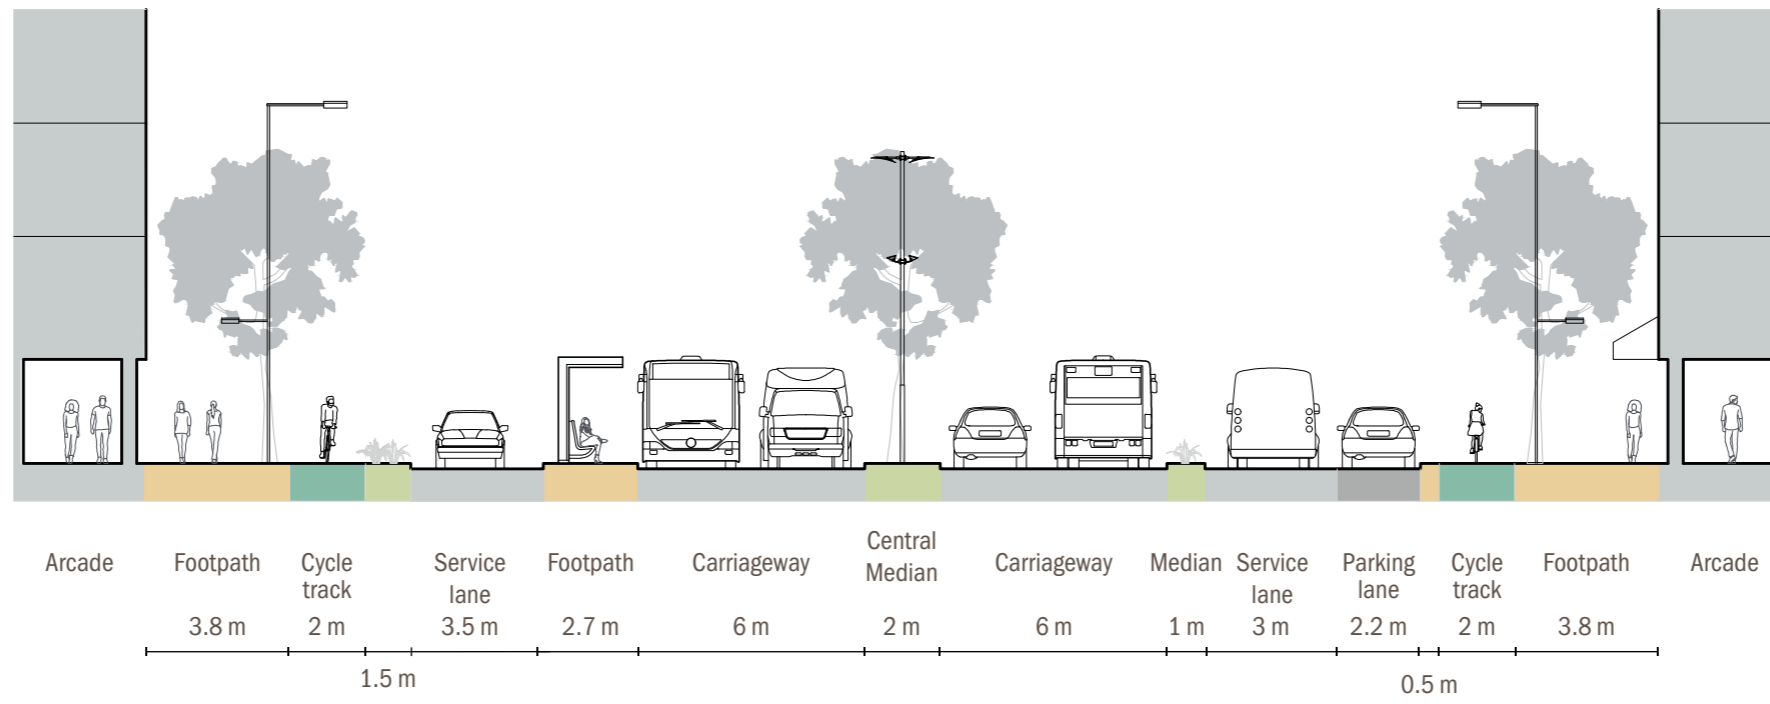 Arcade
Footpath
Cycle
track
Service
lane
Footpath
Carriageway
Central
Median
Carriageway
Median
Service
lane
Parking
lane
Cycle
track
Footpath
Arcade
3.8 m
2 m
3.5 m
2.7 m
6 m
2 m
6 m
1 m
3 m
2.2 m
2 m
3.8 m
1.5 m
0.5 m